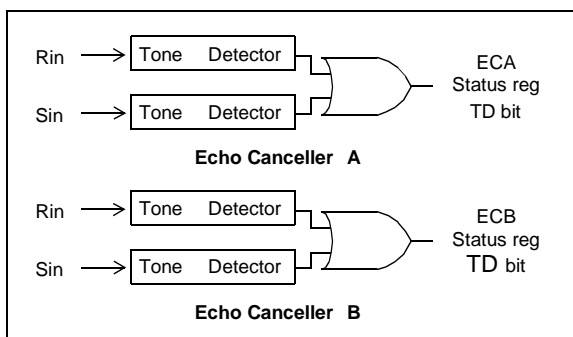 Rin
Tone Detector
ECA
Status reg
TD bit
Sin
Tone Detector
Echo Canceller A
Rin
Tone Detector
ECB
Status reg
TD bit
Sin
Tone Detector
Echo Canceller B